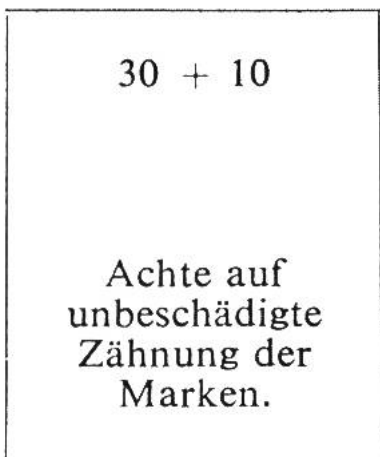 30 + 10
Achte auf
unbeschädigte
Zähnung der
Marken.